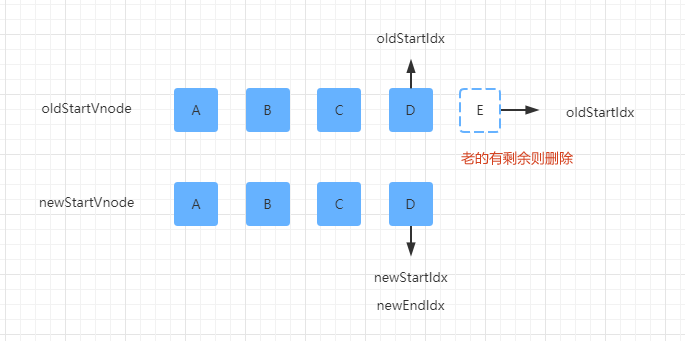 oldStartIdx
oldStartVnode A B C D E oldStartIdx
老的有剩余则删除
newStartVnode A B C D
newStartIdx
newEndIdx